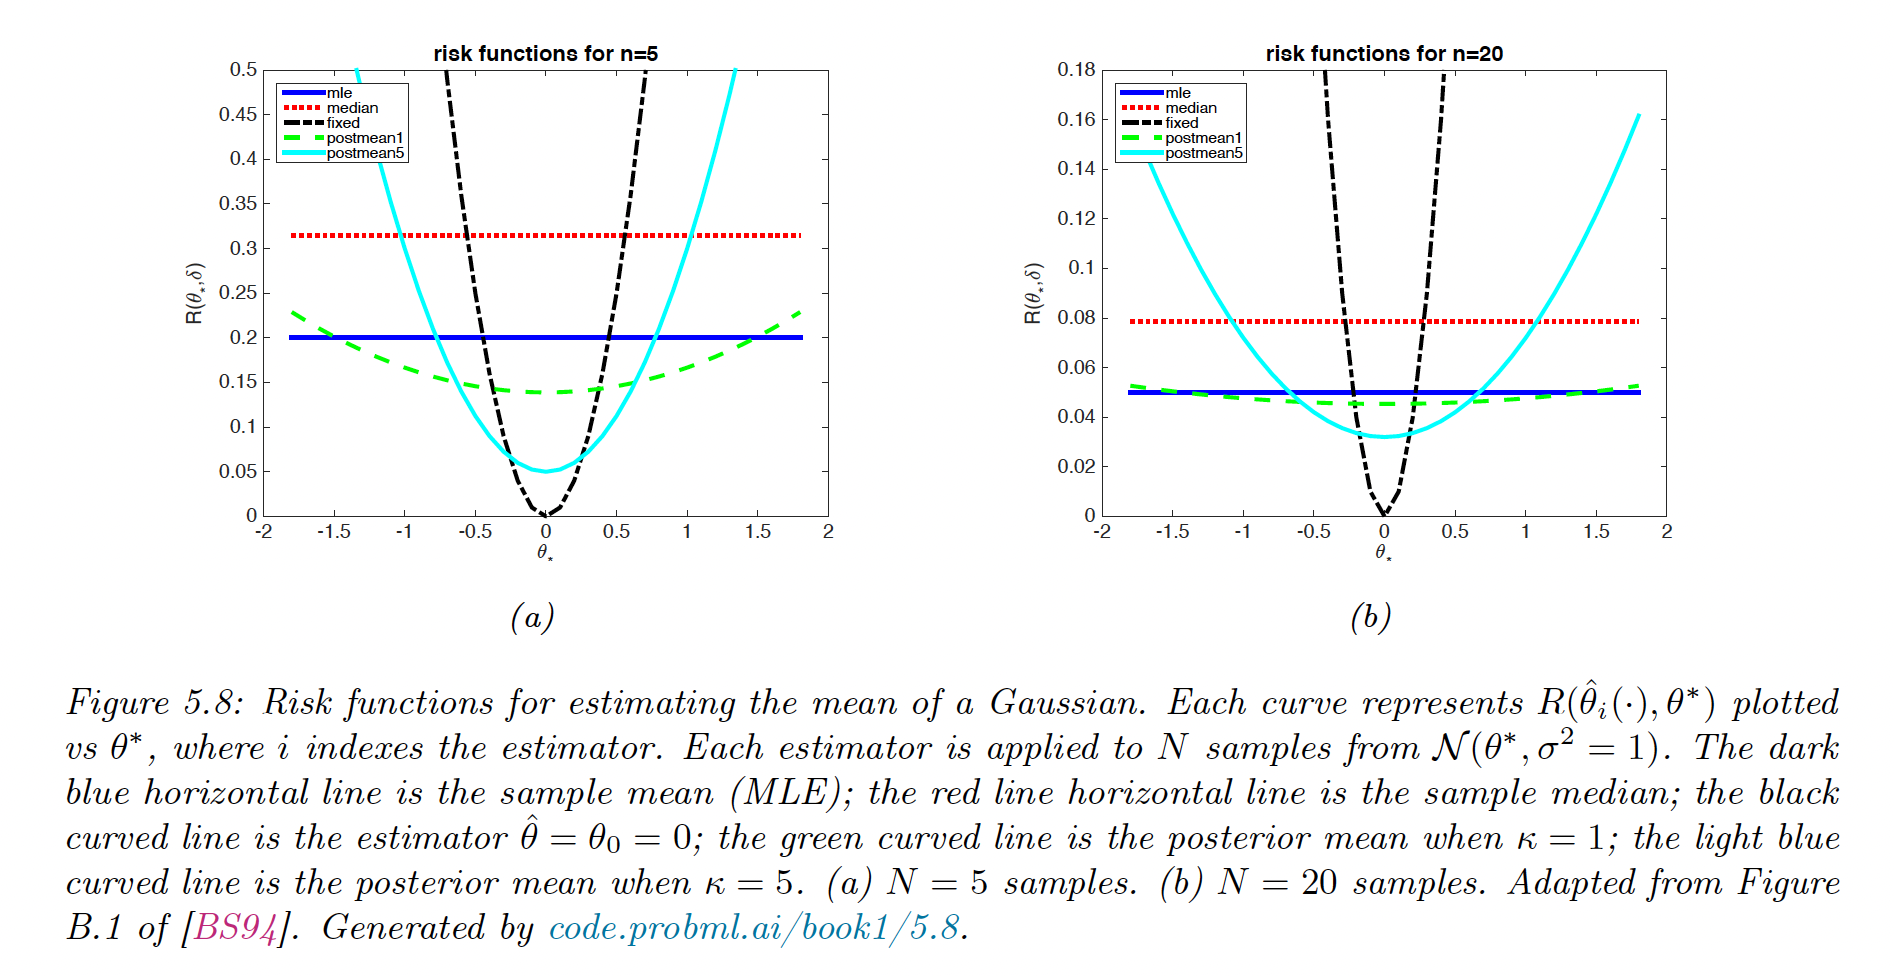 risk functions for n=5
0.5
0.45
0.4
0.35
0.3
0.25
0.2
0.15
0.1
0.05
0
mle
median
fixed
postmean1
postmean5
R(θ*,δ)
-2 -1.5 -1 -0.5 0 0.5 1 1.5 2
θ*
(a)
risk functions for n=20
0.18
0.16
0.14
0.12
0.1
0.08
0.06
0.04
0.02
0
mle
median
fixed
postmean1
postmean5
R(θ*,δ)
-2 -1.5 -1 -0.5 0 0.5 1 1.5 2
θ*
(b)
Figure 5.8: Risk functions for estimating the mean of a Gaussian. Each curve represents R(θ̂ᵢ(·), θ*) plotted
vs θ*, where i indexes the estimator. Each estimator is applied to N samples from 𝒩(θ*, σ² = 1). The dark
blue horizontal line is the sample mean (MLE); the red line horizontal line is the sample median; the black
curved line is the estimator θ̂ = θ₀ = 0; the green curved line is the posterior mean when κ = 1; the light blue
curved line is the posterior mean when κ = 5. (a) N = 5 samples. (b) N = 20 samples. Adapted from Figure
B.1 of [BS94]. Generated by code.probml.ai/book1/5.8.